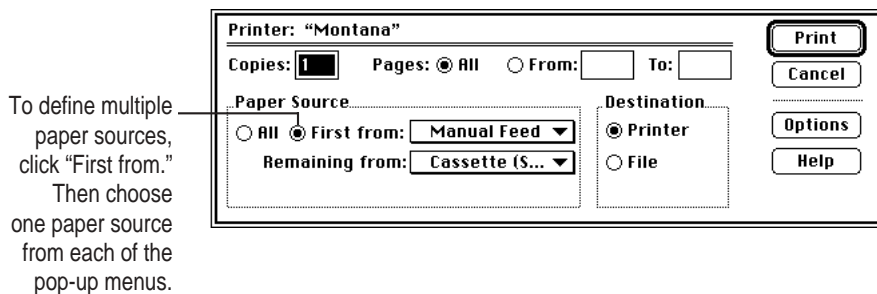 Printer: “Montana”
Print
Copies: 1 Pages: All From: To:
Cancel
To define multiple
paper sources,
click “First from.”
Then choose
one paper source
from each of the
pop-up menus.
Paper Source
All First from: Manual Feed
Remaining from: Cassette (S...
Destination
Printer
File
Options
Help